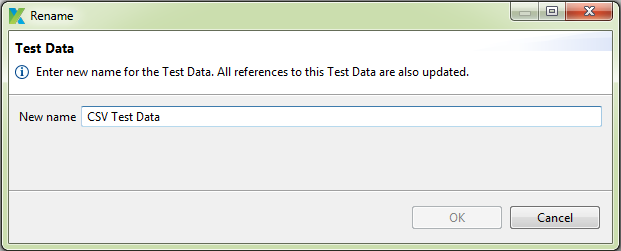 Rename
Test Data
Enter new name for the Test Data. All references to this Test Data are also updated.
New name CSV Test Data
OK Cancel